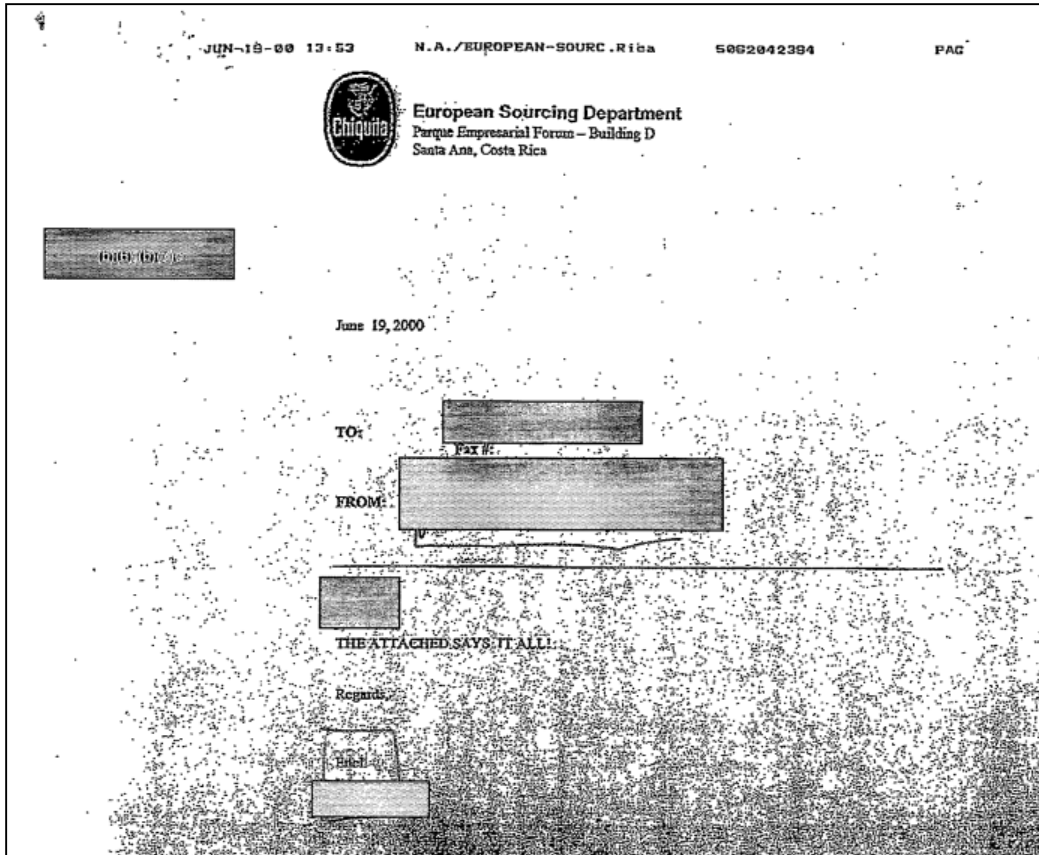 JUN-19-00 13:53 N.A./EUROPEAN-SOURC.Rica 5062042394 PAG
Chiquita
European Sourcing Department
Parque Empresarial Forum – Building D
Santa Ana, Costa Rica
June 19, 2000
TO:
Fax #:
FROM:
THE ATTACHED SAYS IT ALL!
Regards,